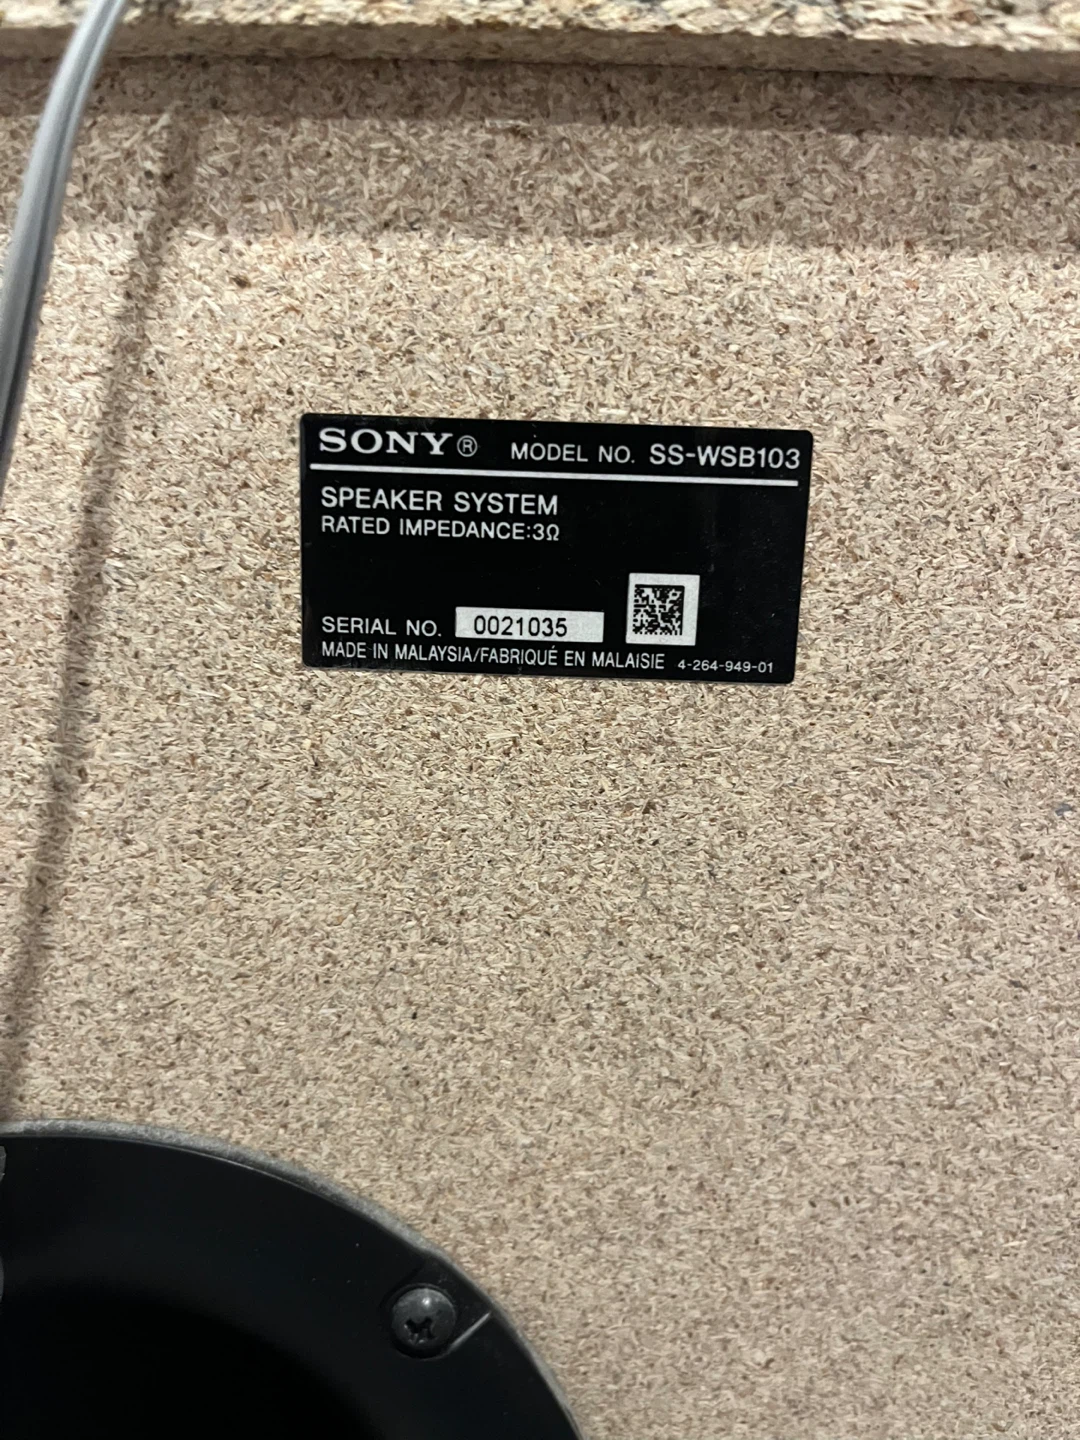 SONY® MODEL NO. SS-WSB103
SPEAKER SYSTEM
RATED IMPEDANCE:3Ω
SERIAL NO. 0021035
MADE IN MALAYSIA/FABRIQUÉ EN MALAISIE 4-264-949-01